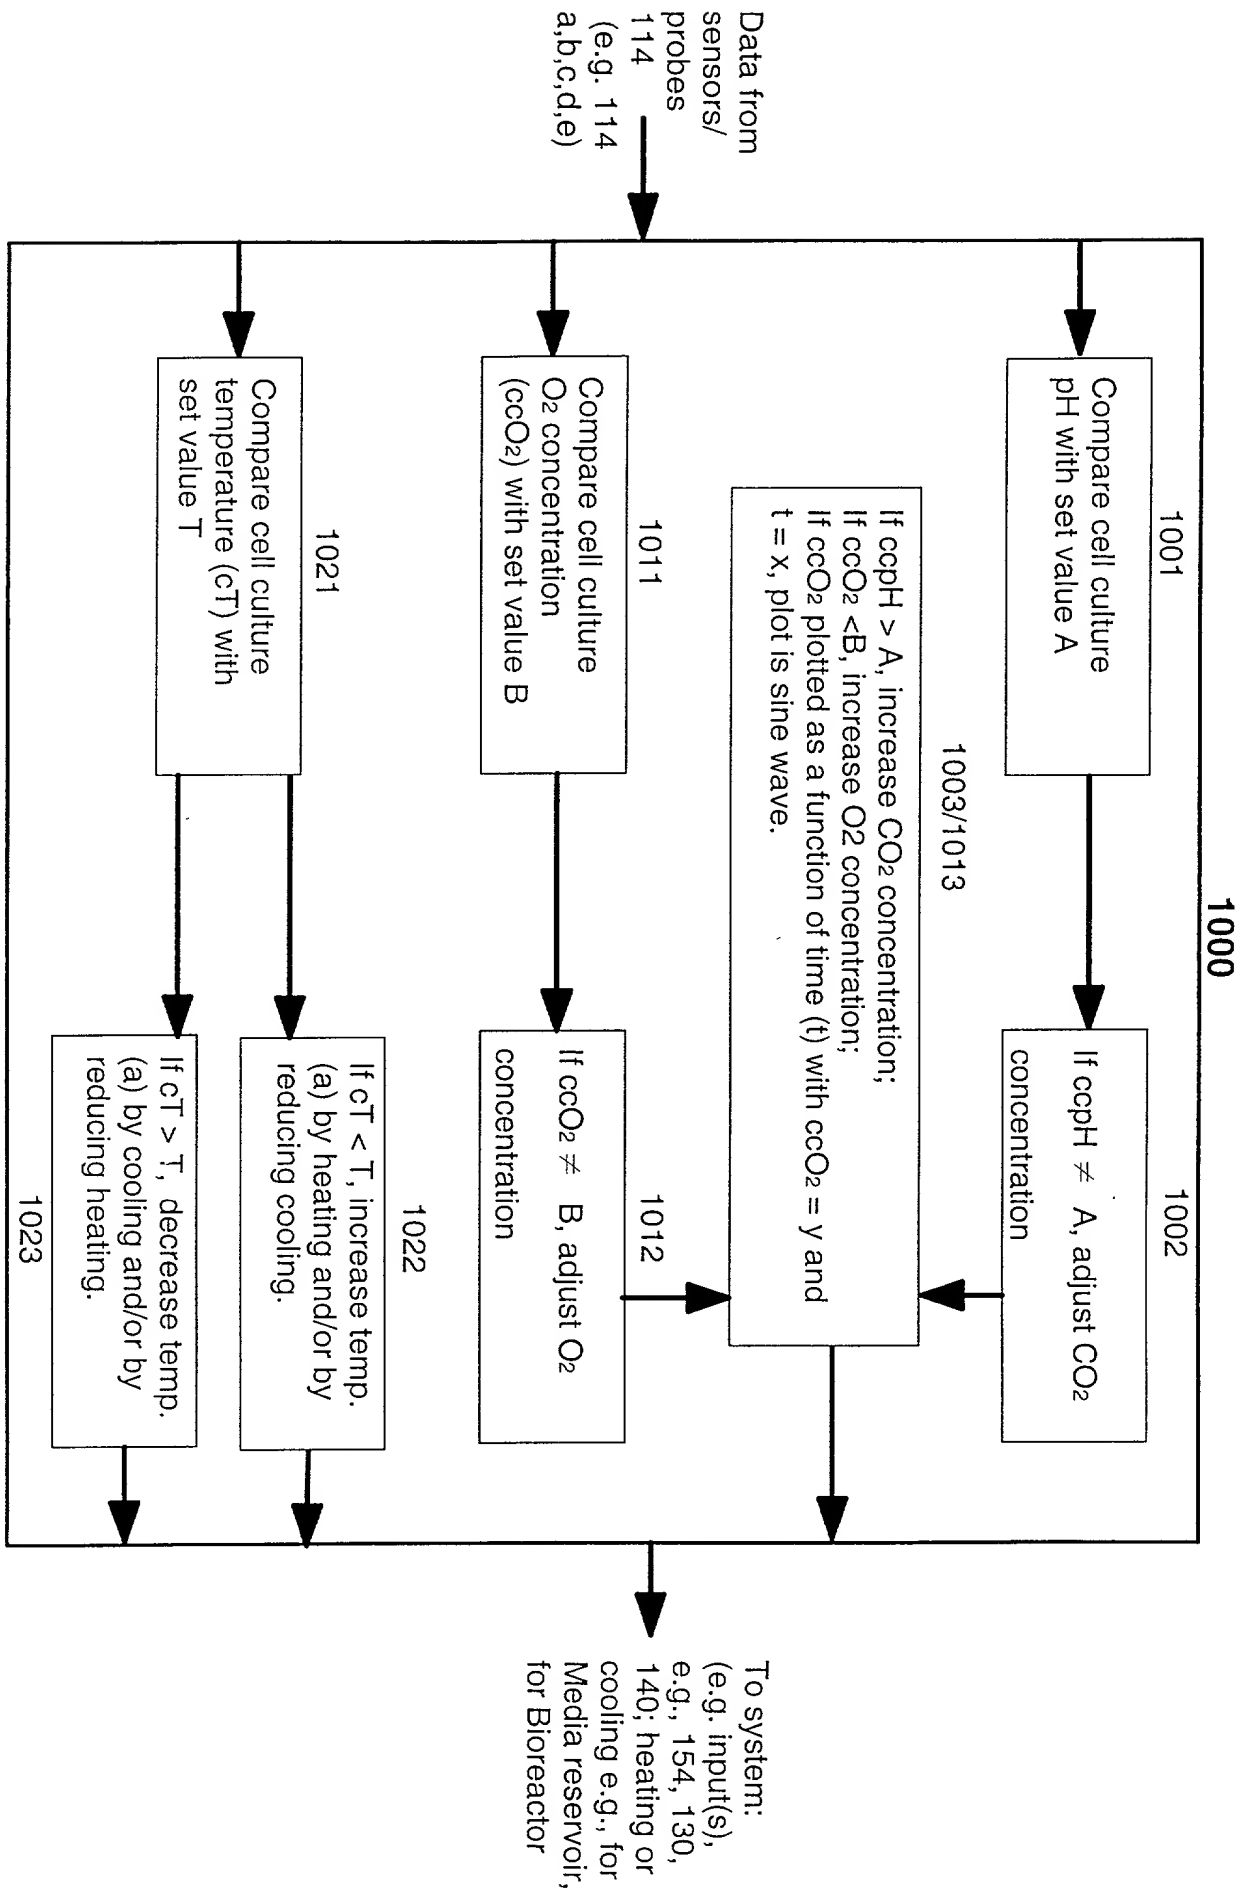 1000
Data from
sensors/
probes
114
(e.g. 114
a,b,c,d,e)
1001
Compare cell culture
pH with set value A
1002
If ccpH ≠ A, adjust CO2
concentration
1003/1013
If ccpH > A, increase CO2 concentration;
If ccO2 <B, increase O2 concentration;
If ccO2 plotted as a function of time (t) with ccO2 = y and
t = x, plot is sine wave.
1011
Compare cell culture
O2 concentration
(ccO2) with set value B
1012
If ccO2 ≠ B, adjust O2
concentration
1021
Compare cell culture
temperature (cT) with
set value T
1022
If cT < T, increase temp.
(a) by heating and/or by
reducing cooling.
If cT > T, decrease temp.
(a) by cooling and/or by
reducing heating.
1023
To system:
(e.g. input(s),
e.g., 154, 130,
140; heating or
cooling e.g., for
Media reservoir,
for Bioreactor